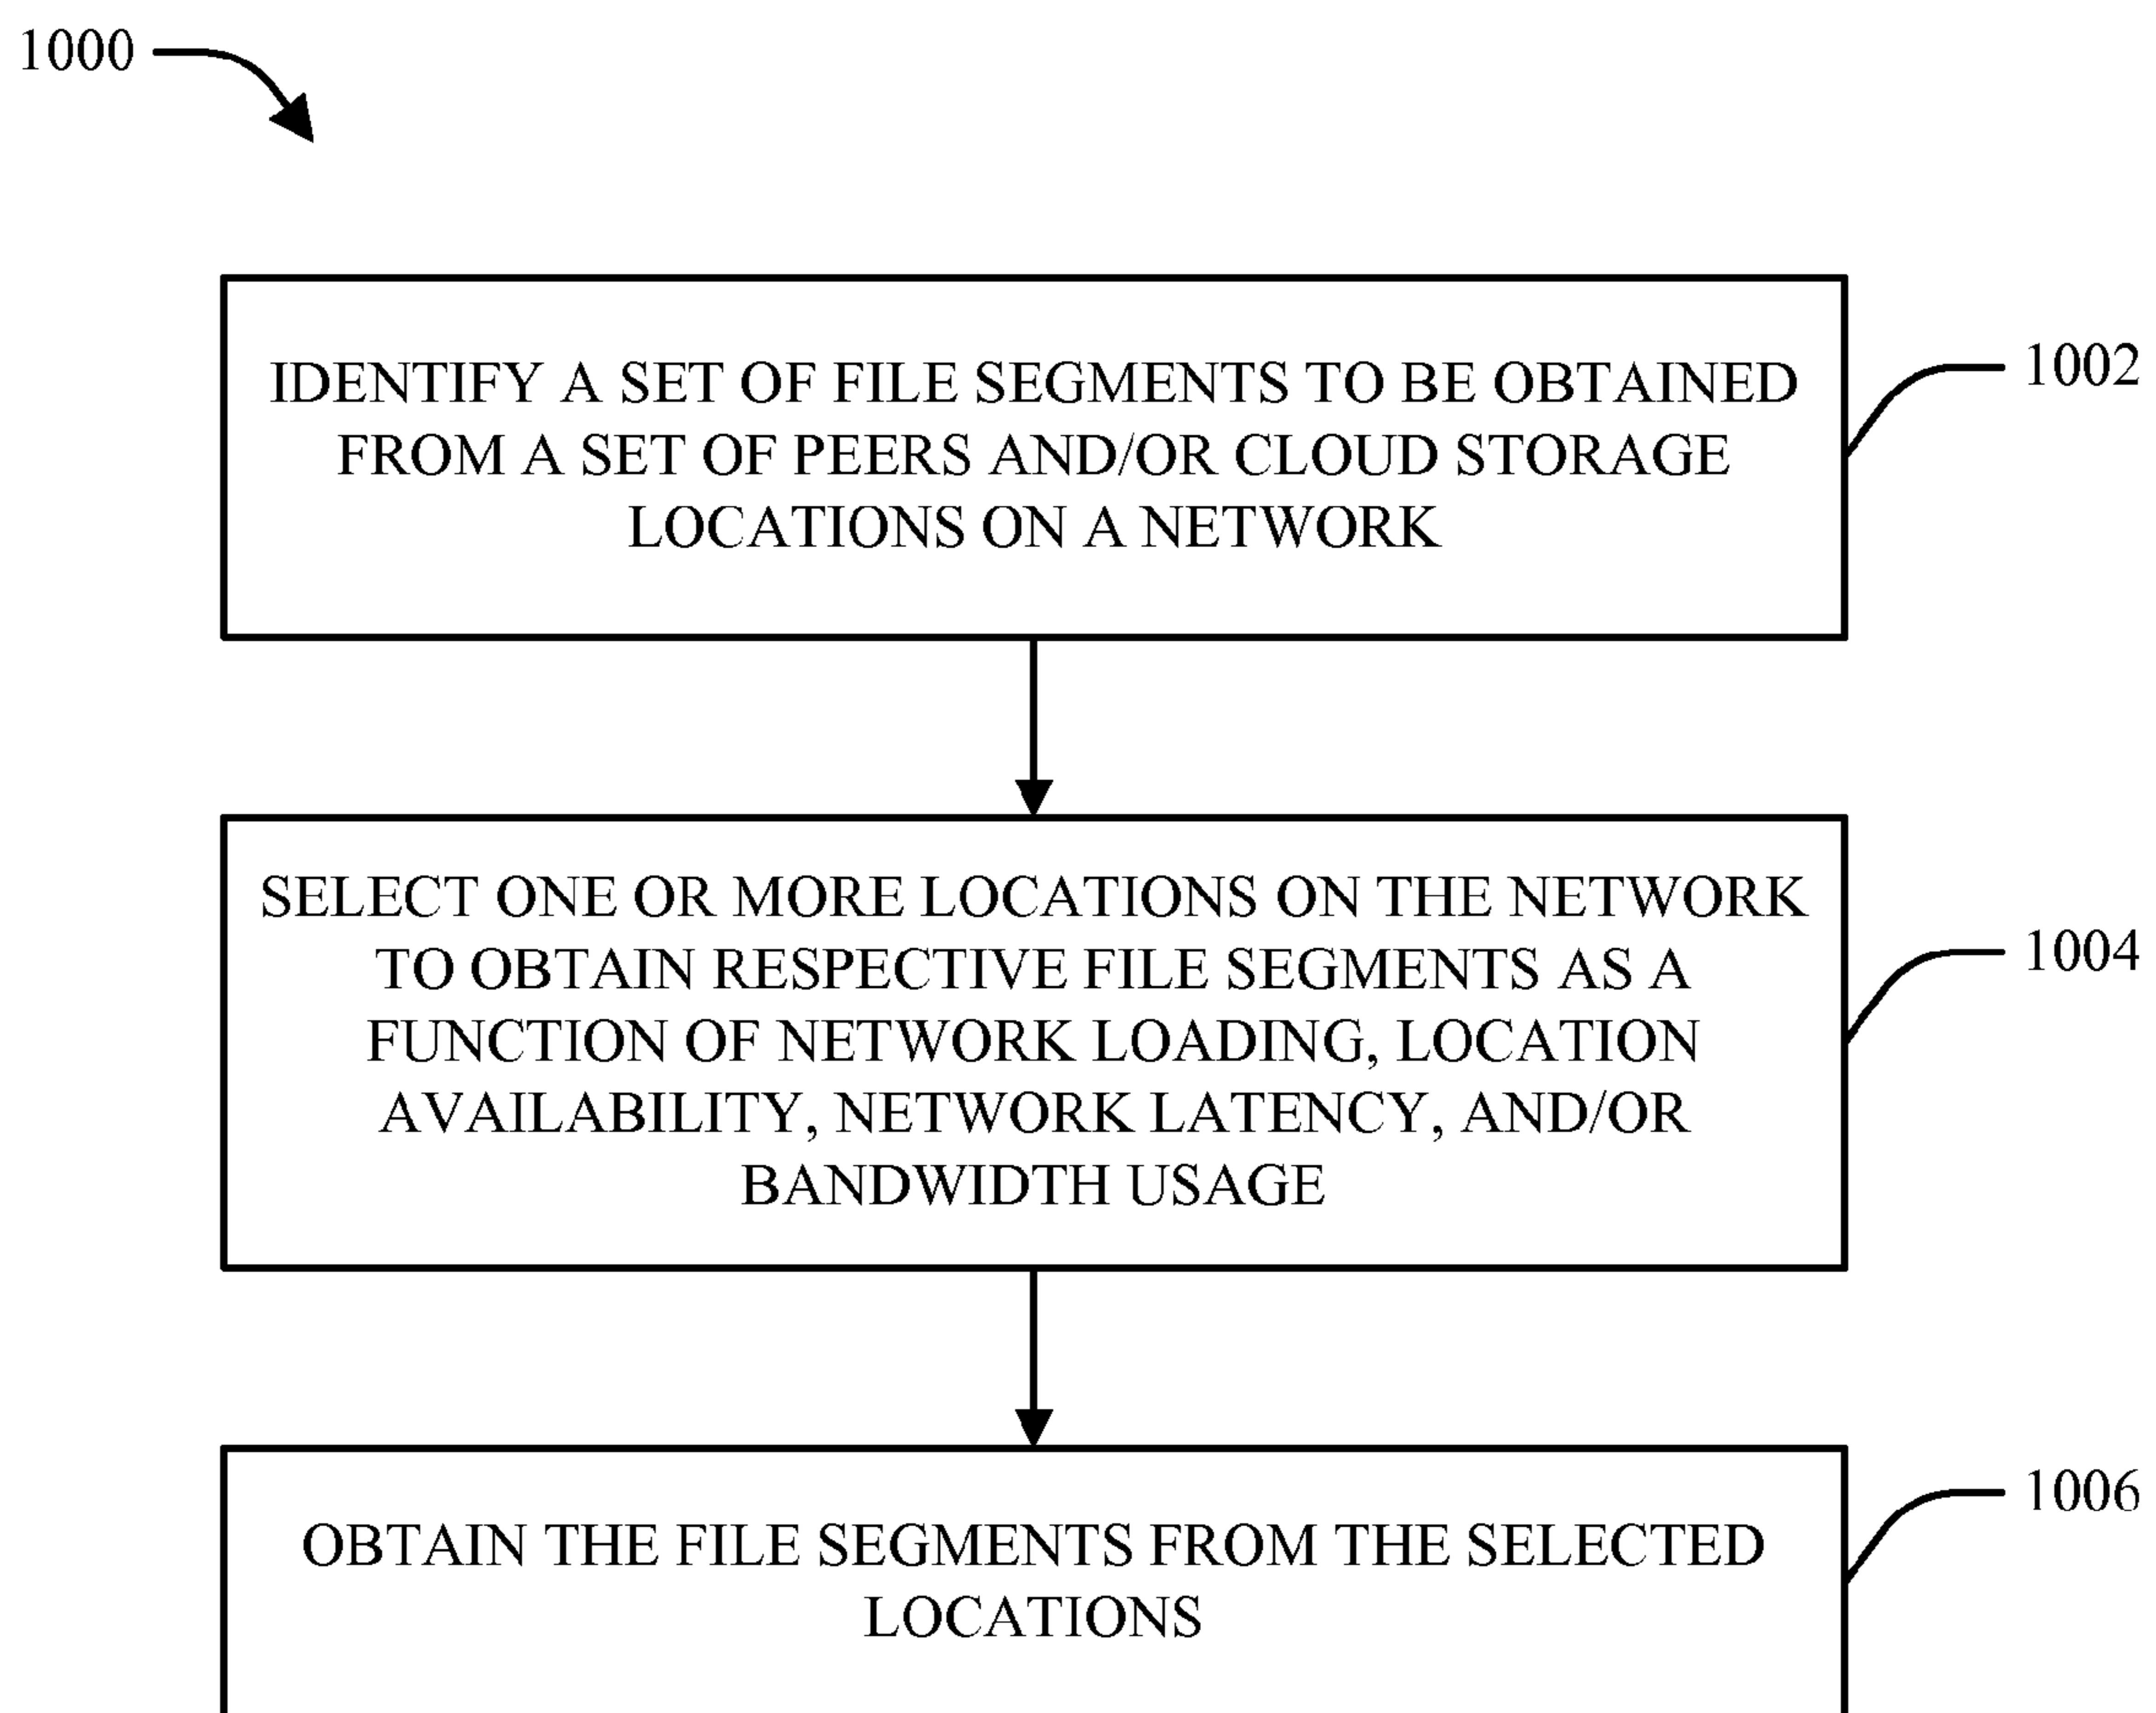 1000
IDENTIFY A SET OF FILE SEGMENTS TO BE OBTAINED
FROM A SET OF PEERS AND/OR CLOUD STORAGE
LOCATIONS ON A NETWORK
1002
SELECT ONE OR MORE LOCATIONS ON THE NETWORK
TO OBTAIN RESPECTIVE FILE SEGMENTS AS A
FUNCTION OF NETWORK LOADING, LOCATION
AVAILABILITY, NETWORK LATENCY, AND/OR
BANDWIDTH USAGE
1004
OBTAIN THE FILE SEGMENTS FROM THE SELECTED
LOCATIONS
1006